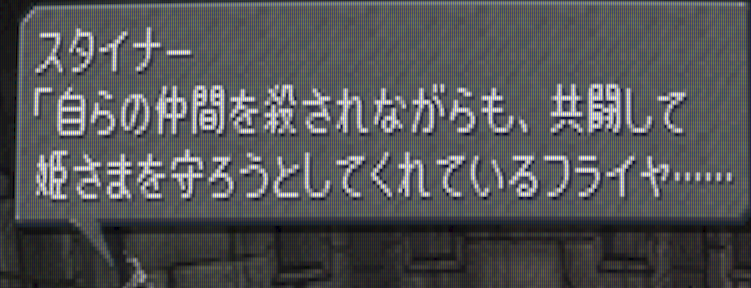 スタイナー
「自らの仲間を殺されながらも、共闘して
姫さまを守ろうとしてくれているフライヤ……